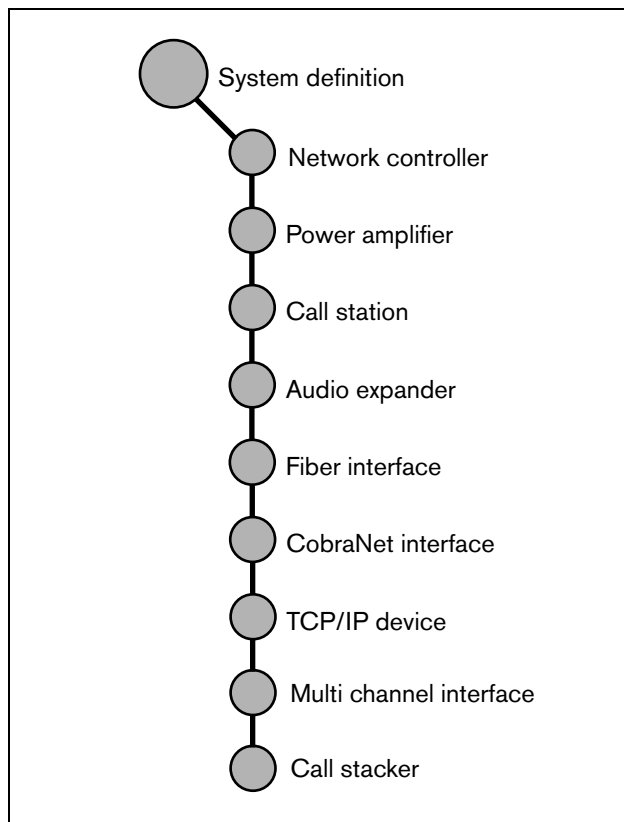 System definition
Network controller
Power amplifier
Call station
Audio expander
Fiber interface
CobraNet interface
TCP/IP device
Multi channel interface
Call stacker